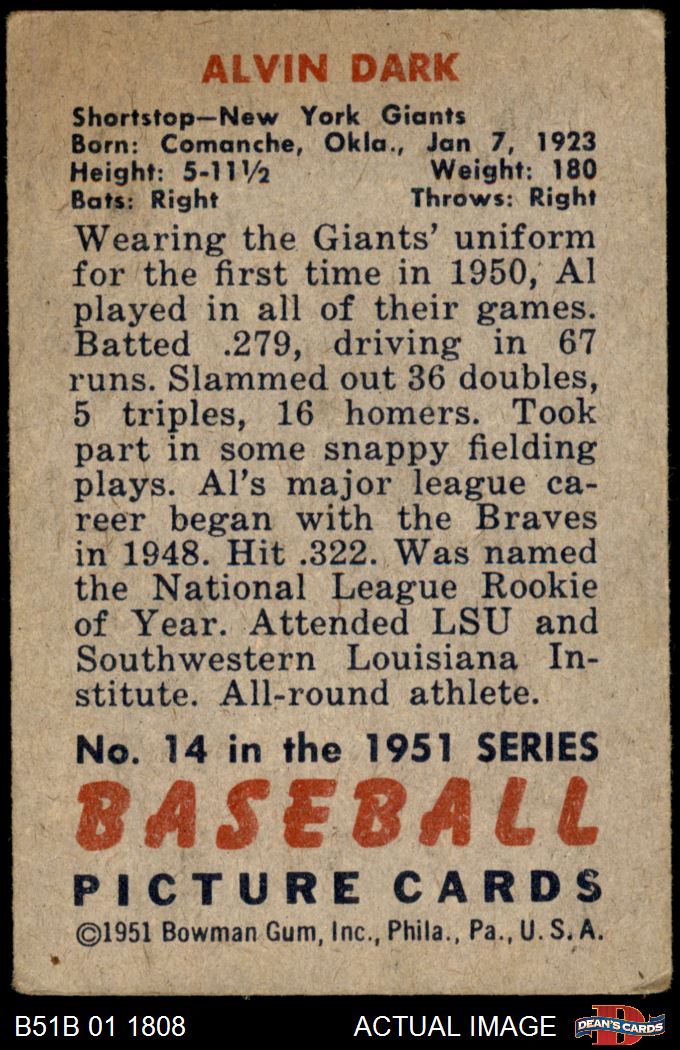 ALVIN DARK
Shortstop—New York Giants
Born: Comanche, Okla., Jan 7, 1923
Height: 5-11½ Weight: 180
Bats: Right Throws: Right
Wearing the Giants' uniform
for the first time in 1950, Al
played in all of their games.
Batted .279, driving in 67
runs. Slammed out 36 doubles,
5 triples, 16 homers. Took
part in some snappy fielding
plays. Al's major league ca-
reer began with the Braves
in 1948. Hit .322. Was named
the National League Rookie
of Year. Attended LSU and
Southwestern Louisiana In-
stitute. All-round athlete.
No. 14 in the 1951 SERIES
BASEBALL
PICTURE CARDS
©1951 Bowman Gum, Inc., Phila., Pa., U.S.A.
B51B 01 1808 ACTUAL IMAGE D DEAN'S CARDS